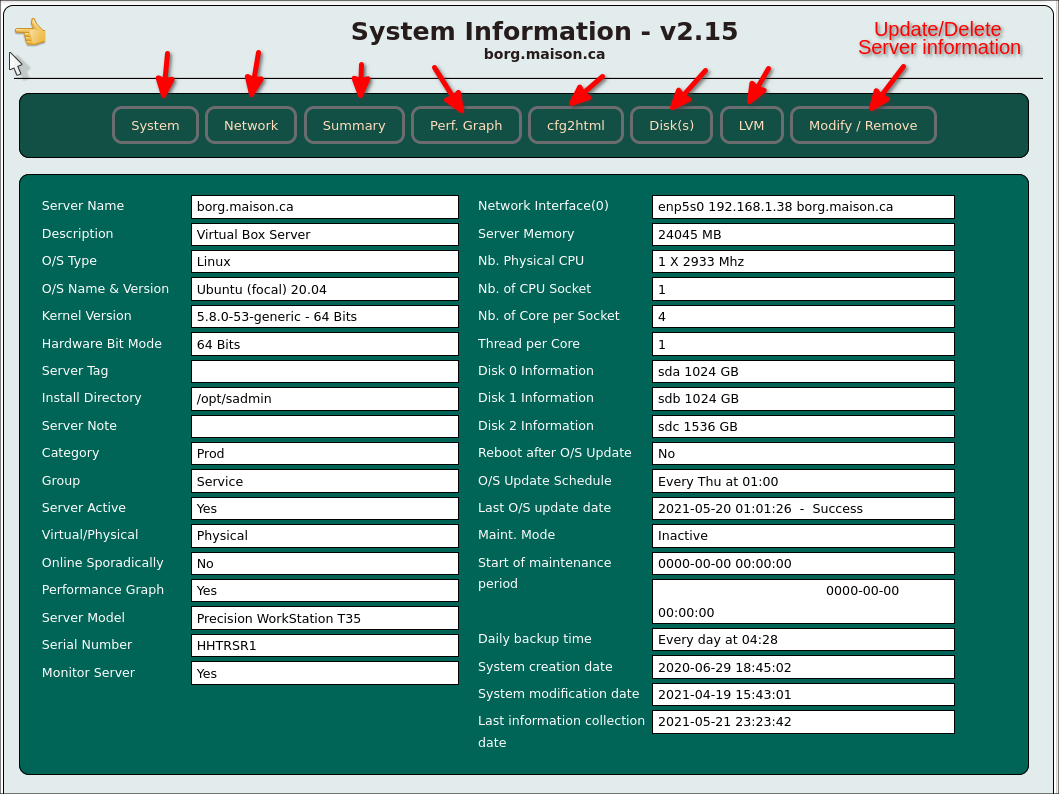 System Information - v2.15
borg.maison.ca
Update/Delete
Server information
System Network Summary Perf. Graph cfg2html Disk(s) LVM Modify / Remove
Server Name borg.maison.ca
Description Virtual Box Server
O/S Type Linux
O/S Name & Version Ubuntu (focal) 20.04
Kernel Version 5.8.0-53-generic - 64 Bits
Hardware Bit Mode 64 Bits
Server Tag
Install Directory /opt/sadmin
Server Note
Category Prod
Group Service
Server Active Yes
Virtual/Physical Physical
Online Sporadically No
Performance Graph Yes
Server Model Precision WorkStation T35
Serial Number HHTRSR1
Monitor Server Yes
Network Interface(0) enp5s0 192.168.1.38 borg.maison.ca
Server Memory 24045 MB
Nb. Physical CPU 1 X 2933 Mhz
Nb. of CPU Socket 1
Nb. of Core per Socket 4
Thread per Core 1
Disk 0 Information sda 1024 GB
Disk 1 Information sdb 1024 GB
Disk 2 Information sdc 1536 GB
Reboot after O/S Update No
O/S Update Schedule Every Thu at 01:00
Last O/S update date 2021-05-20 01:01:26 - Success
Maint. Mode Inactive
Start of maintenance 0000-00-00 00:00:00
period 0000-00-00
00:00:00
Daily backup time Every day at 04:28
System creation date 2020-06-29 18:45:02
System modification date 2021-04-19 15:43:01
Last information collection 2021-05-21 23:23:42
date